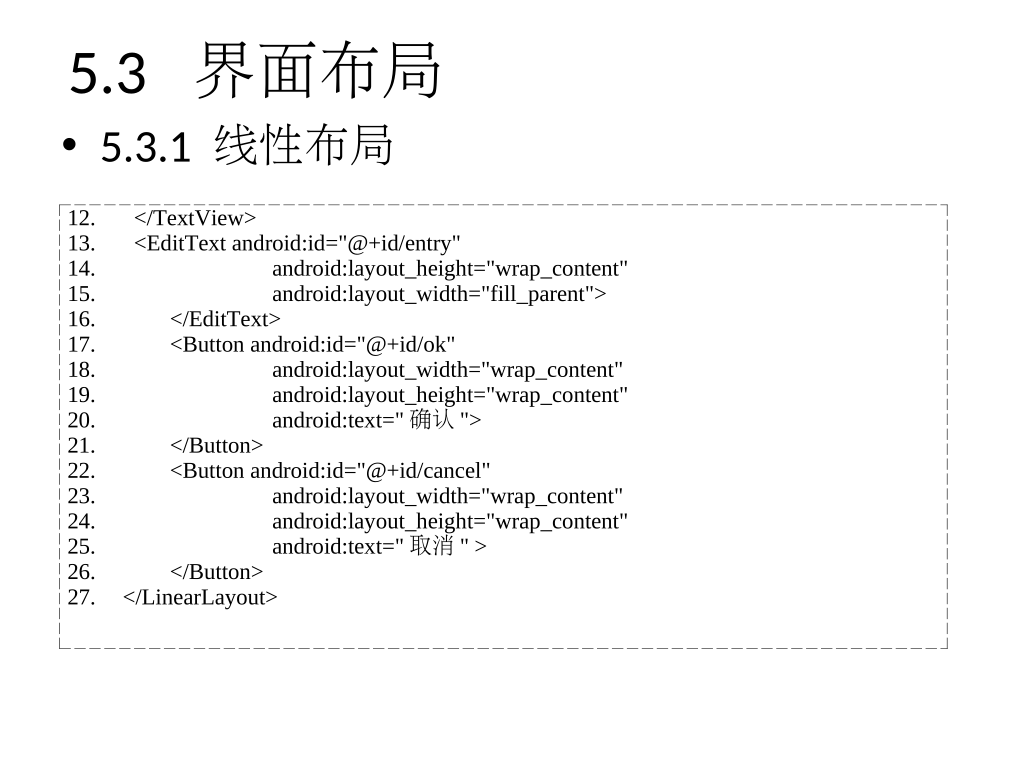 5.3 界面布局
• 5.3.1 线性布局
12. </TextView>
13. <EditText android:id="@+id/entry"
14. android:layout_height="wrap_content"
15. android:layout_width="fill_parent">
16. </EditText>
17. <Button android:id="@+id/ok"
18. android:layout_width="wrap_content"
19. android:layout_height="wrap_content"
20. android:text=" 确认 ">
21. </Button>
22. <Button android:id="@+id/cancel"
23. android:layout_width="wrap_content"
24. android:layout_height="wrap_content"
25. android:text=" 取消 " >
26. </Button>
27. </LinearLayout>